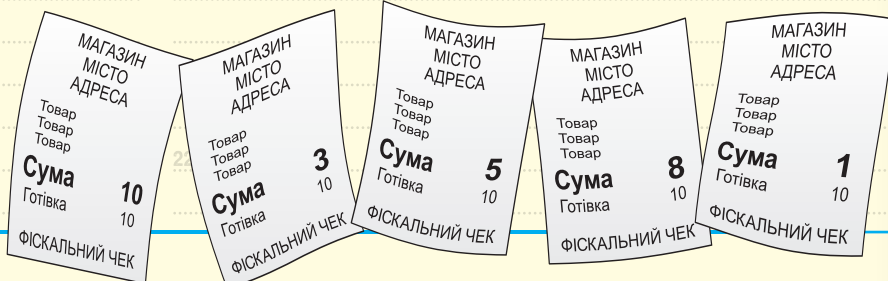 МАГАЗИН
МІСТО
АДРЕСА
Товар
Товар
Товар
Сума 10
Готівка 10
ФІСКАЛЬНИЙ ЧЕК
МАГАЗИН
МІСТО
АДРЕСА
Товар
Товар
Товар
Сума 3
Готівка 10
ФІСКАЛЬНИЙ ЧЕК
МАГАЗИН
МІСТО
АДРЕСА
Товар
Товар
Товар
Сума 5
Готівка 10
ФІСКАЛЬНИЙ ЧЕК
МАГАЗИН
МІСТО
АДРЕСА
Товар
Товар
Товар
Сума 8
Готівка 10
ФІСКАЛЬНИЙ ЧЕК
МАГАЗИН
МІСТО
АДРЕСА
Товар
Товар
Товар
Сума 1
Готівка 10
ФІСКАЛЬНИЙ ЧЕК
22